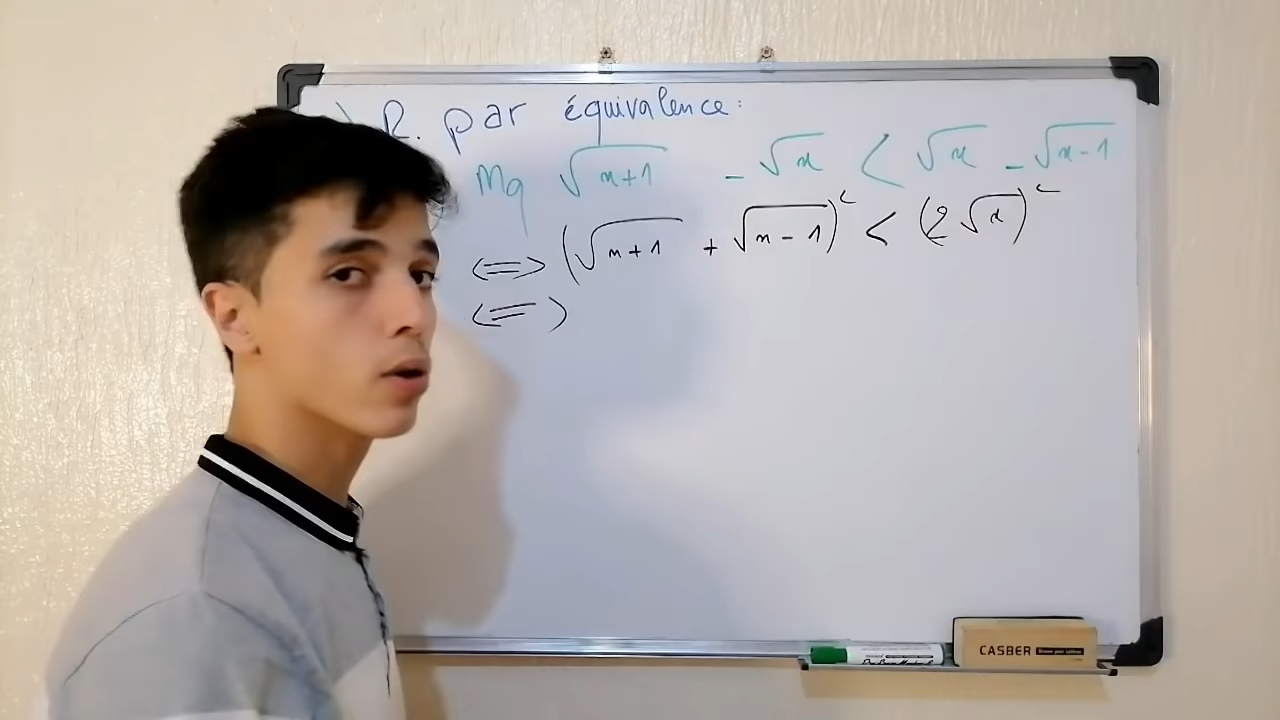 ) R. par équivalence:
Mq √(n+1) - √n < √n - √(n-1)
<=> (√(n+1) + √(n-1))² < (2√n)²
<=>
CASBER